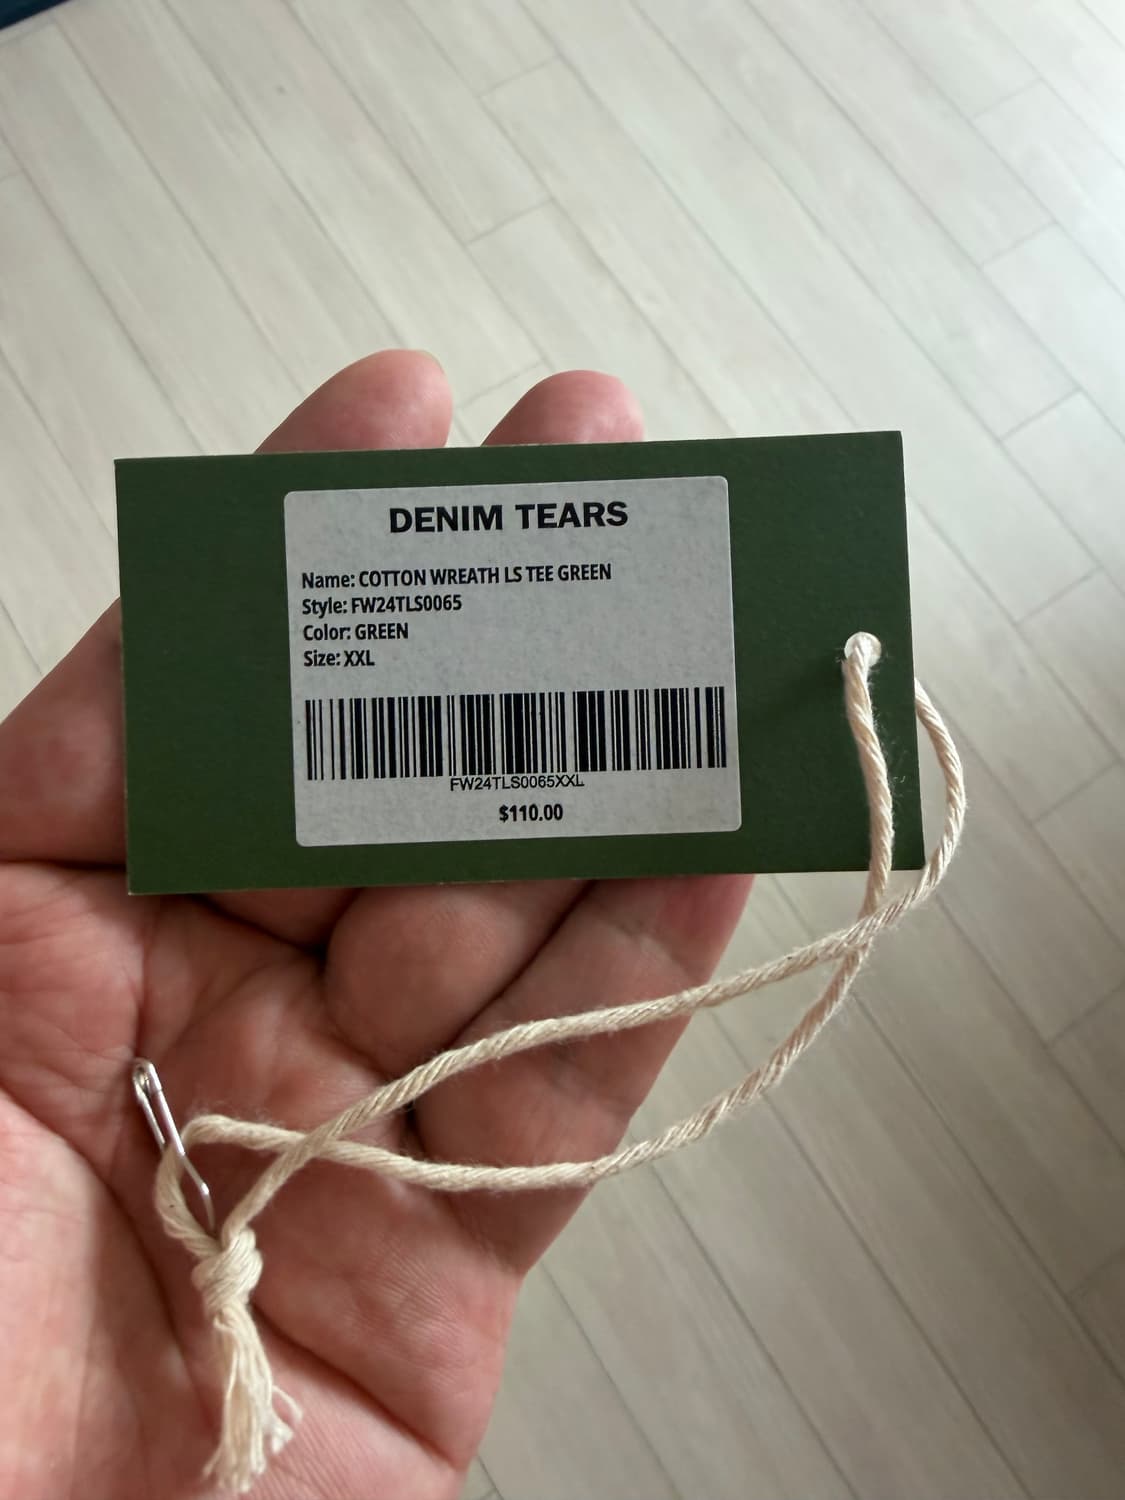 DENIM TEARS
Name: COTTON WREATH LS TEE GREEN
Style: FW24TLS0065
Color: GREEN
Size: XXL
FW24TLS0065XXL
$110.00